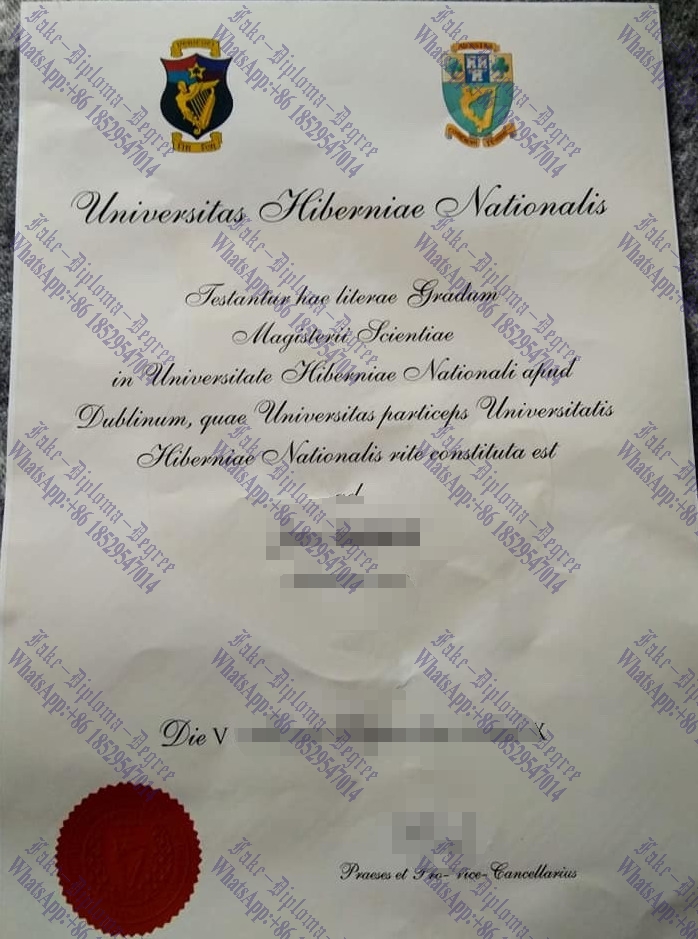 Universitas Hiberniae Nationalis
Testantur hae literae Gradum
Magisterii Scientiae
in Universitate Hiberniae Nationali apud
Dublinum, quae Universitas particeps Universitatis
Hiberniae Nationalis rite constituta est
Die V
X
Praeses et Pro-vice-Cancellarius
Fake-Diploma-Degree
WhatsApp:+86 18529547014